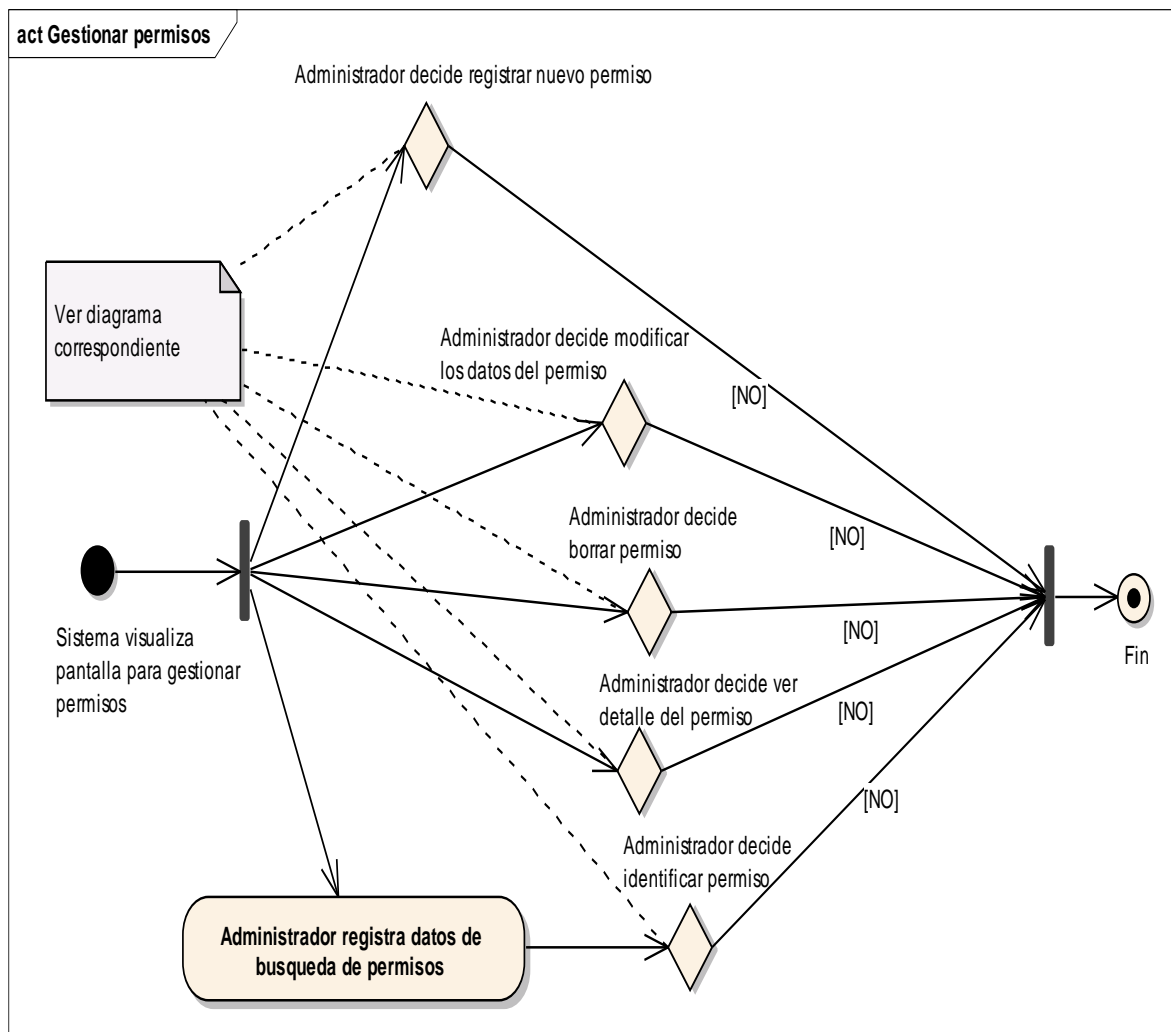 act Gestionar permisos
Administrador decide registrar nuevo permiso
Ver diagrama
correspondiente
Administrador decide modificar
los datos del permiso
[NO]
Administrador decide
borrar permiso
[NO]
Sistema visualiza
pantalla para gestionar
permisos
[NO]
Fin
Administrador decide ver
detalle del permiso
[NO]
[NO]
Administrador decide
identificar permiso
Administrador registra datos de
busqueda de permisos